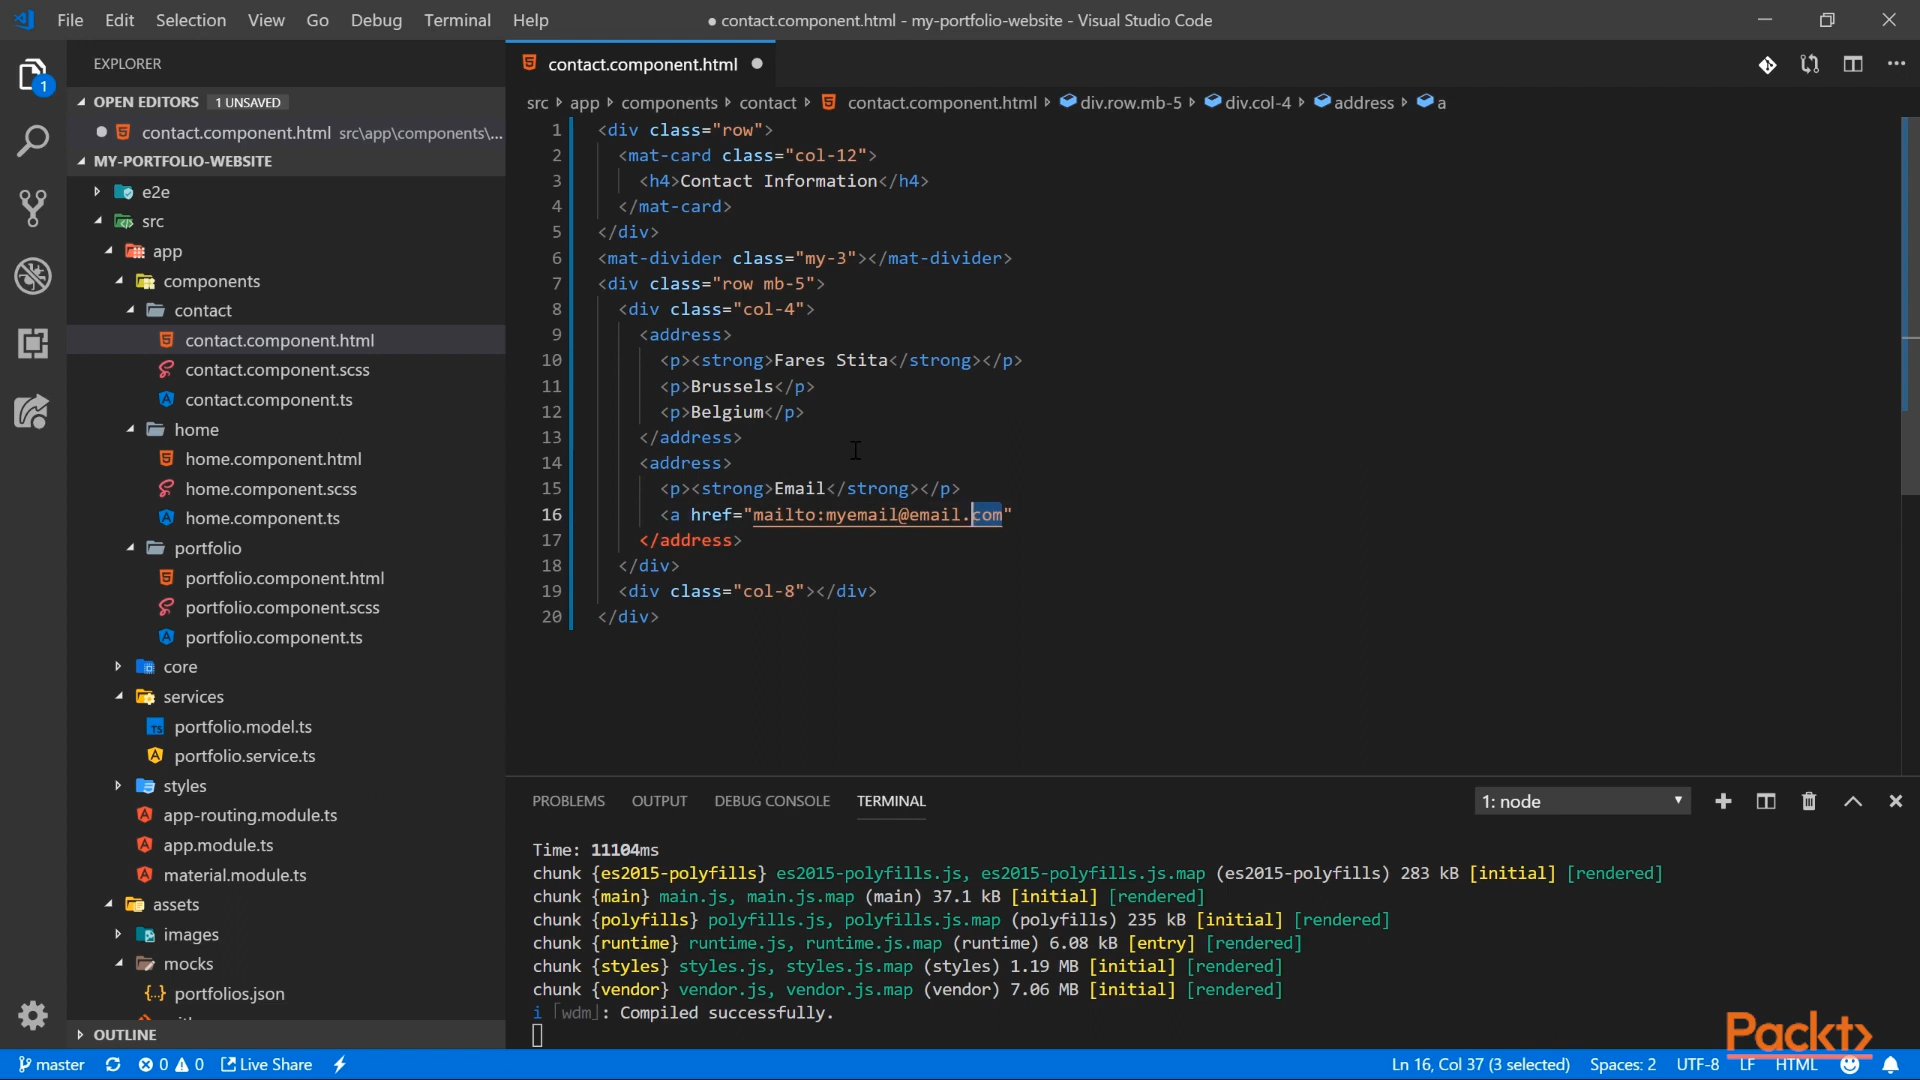 File Edit Selection View Go Debug Terminal Help
● contact.component.html - my-portfolio-website - Visual Studio Code
EXPLORER
OPEN EDITORS 1 UNSAVED
contact.component.html src\app\components\...
MY-PORTFOLIO-WEBSITE
e2e
src
app
components
contact
contact.component.html
contact.component.scss
contact.component.ts
home
home.component.html
home.component.scss
home.component.ts
portfolio
portfolio.component.html
portfolio.component.scss
portfolio.component.ts
core
services
portfolio.model.ts
portfolio.service.ts
styles
app-routing.module.ts
app.module.ts
material.module.ts
assets
images
mocks
portfolios.json
OUTLINE
1
contact.component.html
src app components contact contact.component.html div.row.mb-5 div.col-4 address a
1 <div class="row">
2 <mat-card class="col-12">
3 <h4>Contact Information</h4>
4 </mat-card>
5 </div>
6 <mat-divider class="my-3"></mat-divider>
7 <div class="row mb-5">
8 <div class="col-4">
9 <address>
10 <p><strong>Fares Stita</strong></p>
11 <p>Brussels</p>
12 <p>Belgium</p>
13 </address>
14 <address>
15 <p><strong>Email</strong></p>
16 <a href="mailto:myemail@email.com"
17 </address>
18 </div>
19 <div class="col-8"></div>
20 </div>
PROBLEMS OUTPUT DEBUG CONSOLE TERMINAL 1: node
Time: 11104ms
chunk {es2015-polyfills} es2015-polyfills.js, es2015-polyfills.js.map (es2015-polyfills) 283 kB [initial] [rendered]
chunk {main} main.js, main.js.map (main) 37.1 kB [initial] [rendered]
chunk {polyfills} polyfills.js, polyfills.js.map (polyfills) 235 kB [initial] [rendered]
chunk {runtime} runtime.js, runtime.js.map (runtime) 6.08 kB [entry] [rendered]
chunk {styles} styles.js, styles.js.map (styles) 1.19 MB [initial] [rendered]
chunk {vendor} vendor.js, vendor.js.map (vendor) 7.06 MB [initial] [rendered]
i ｢wdm｣: Compiled successfully.
Packt>
master 0 0 Live Share Ln 16, Col 37 (3 selected) Spaces: 2 UTF-8 LF HTML